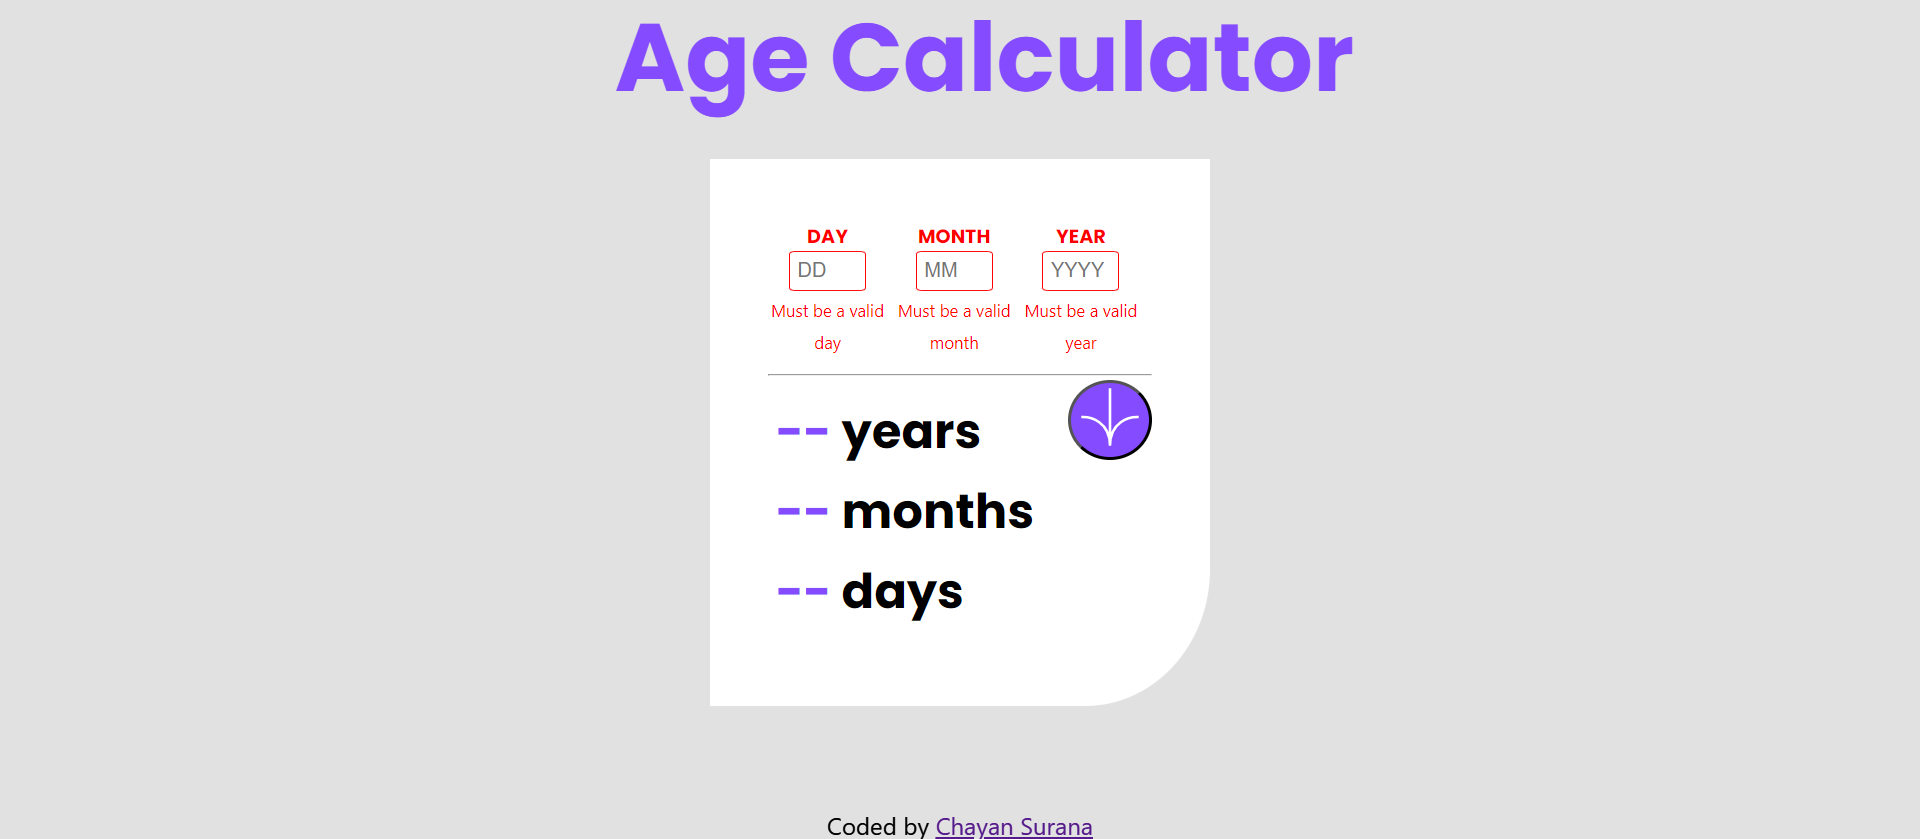 Age Calculator
DAY MONTH YEAR
DD MM YYYY
Must be a valid Must be a valid Must be a valid
day month year
-- years
-- months
-- days
Coded by Chayan Surana